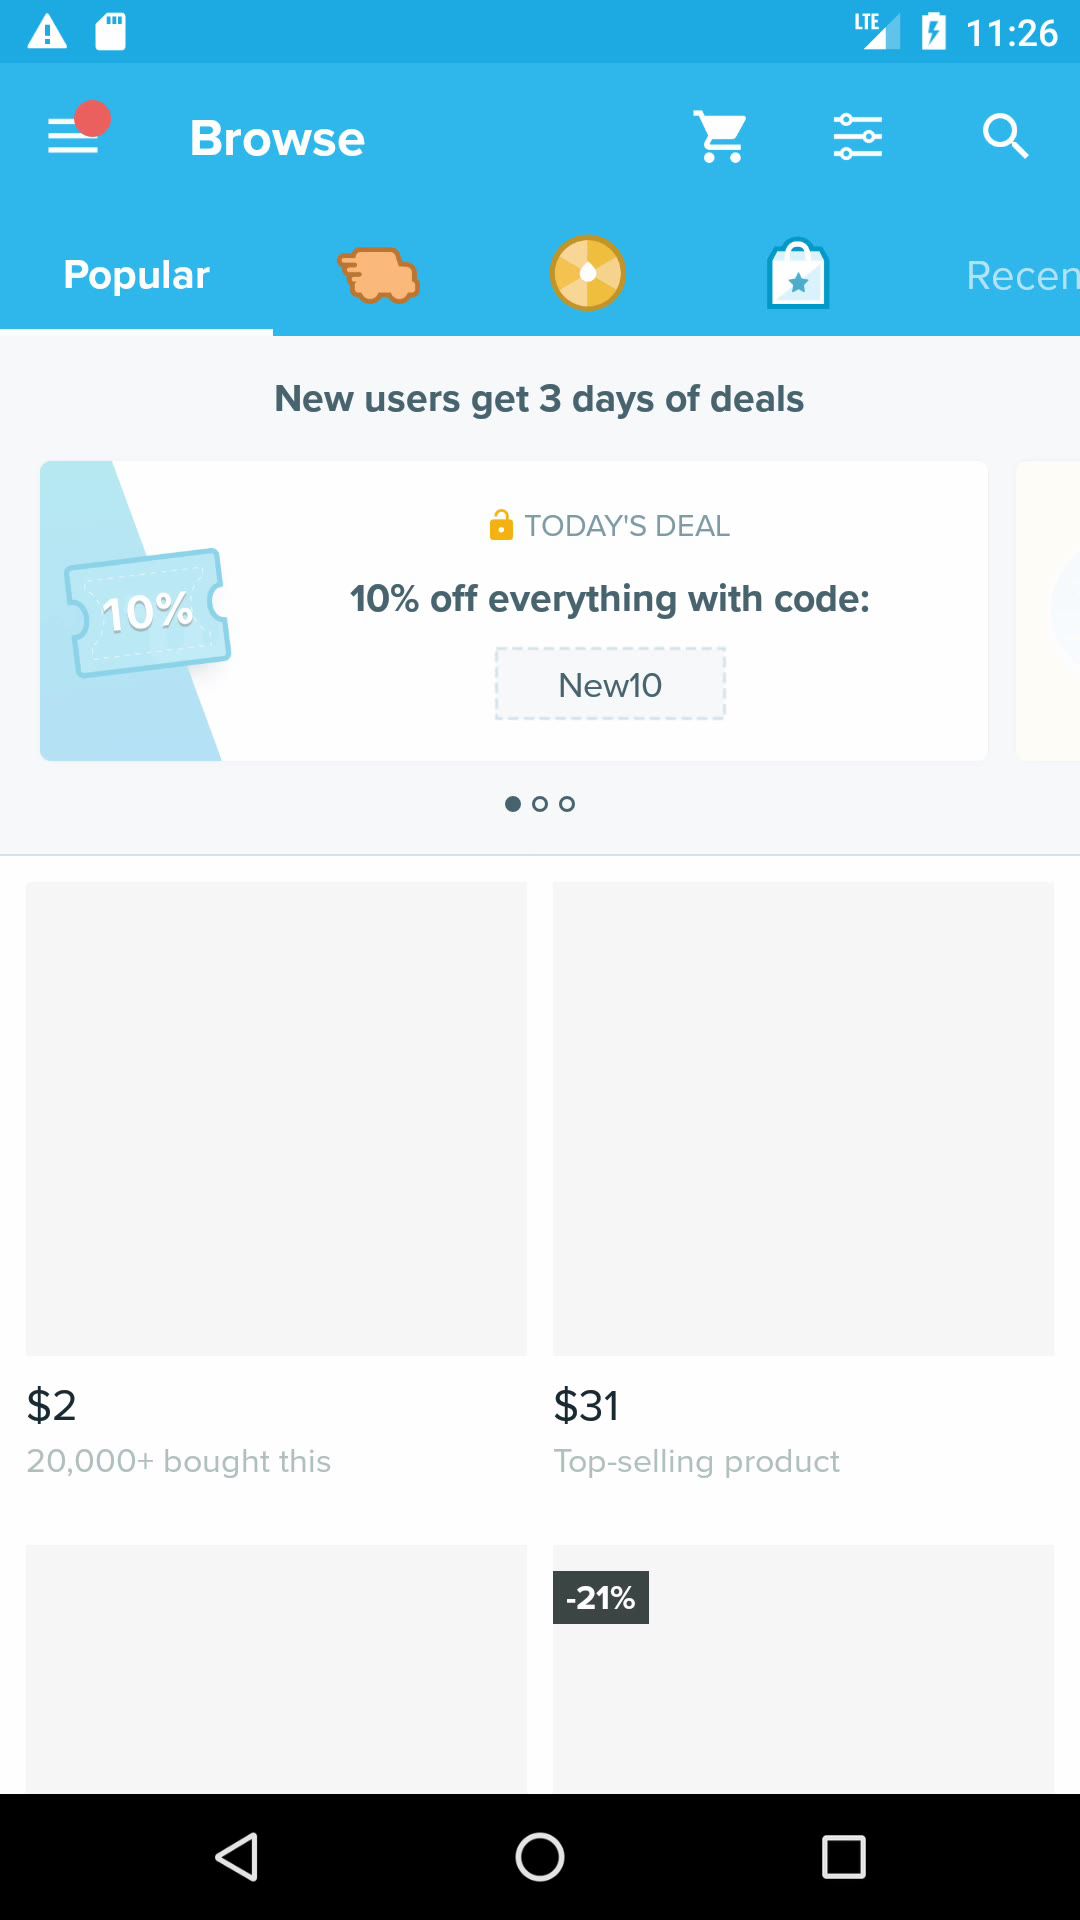 LTE 11:26
Browse
Popular
Recen
New users get 3 days of deals
TODAY'S DEAL
10% off everything with code:
10%
New10
$2
$31
20,000+ bought this
Top-selling product
-21%